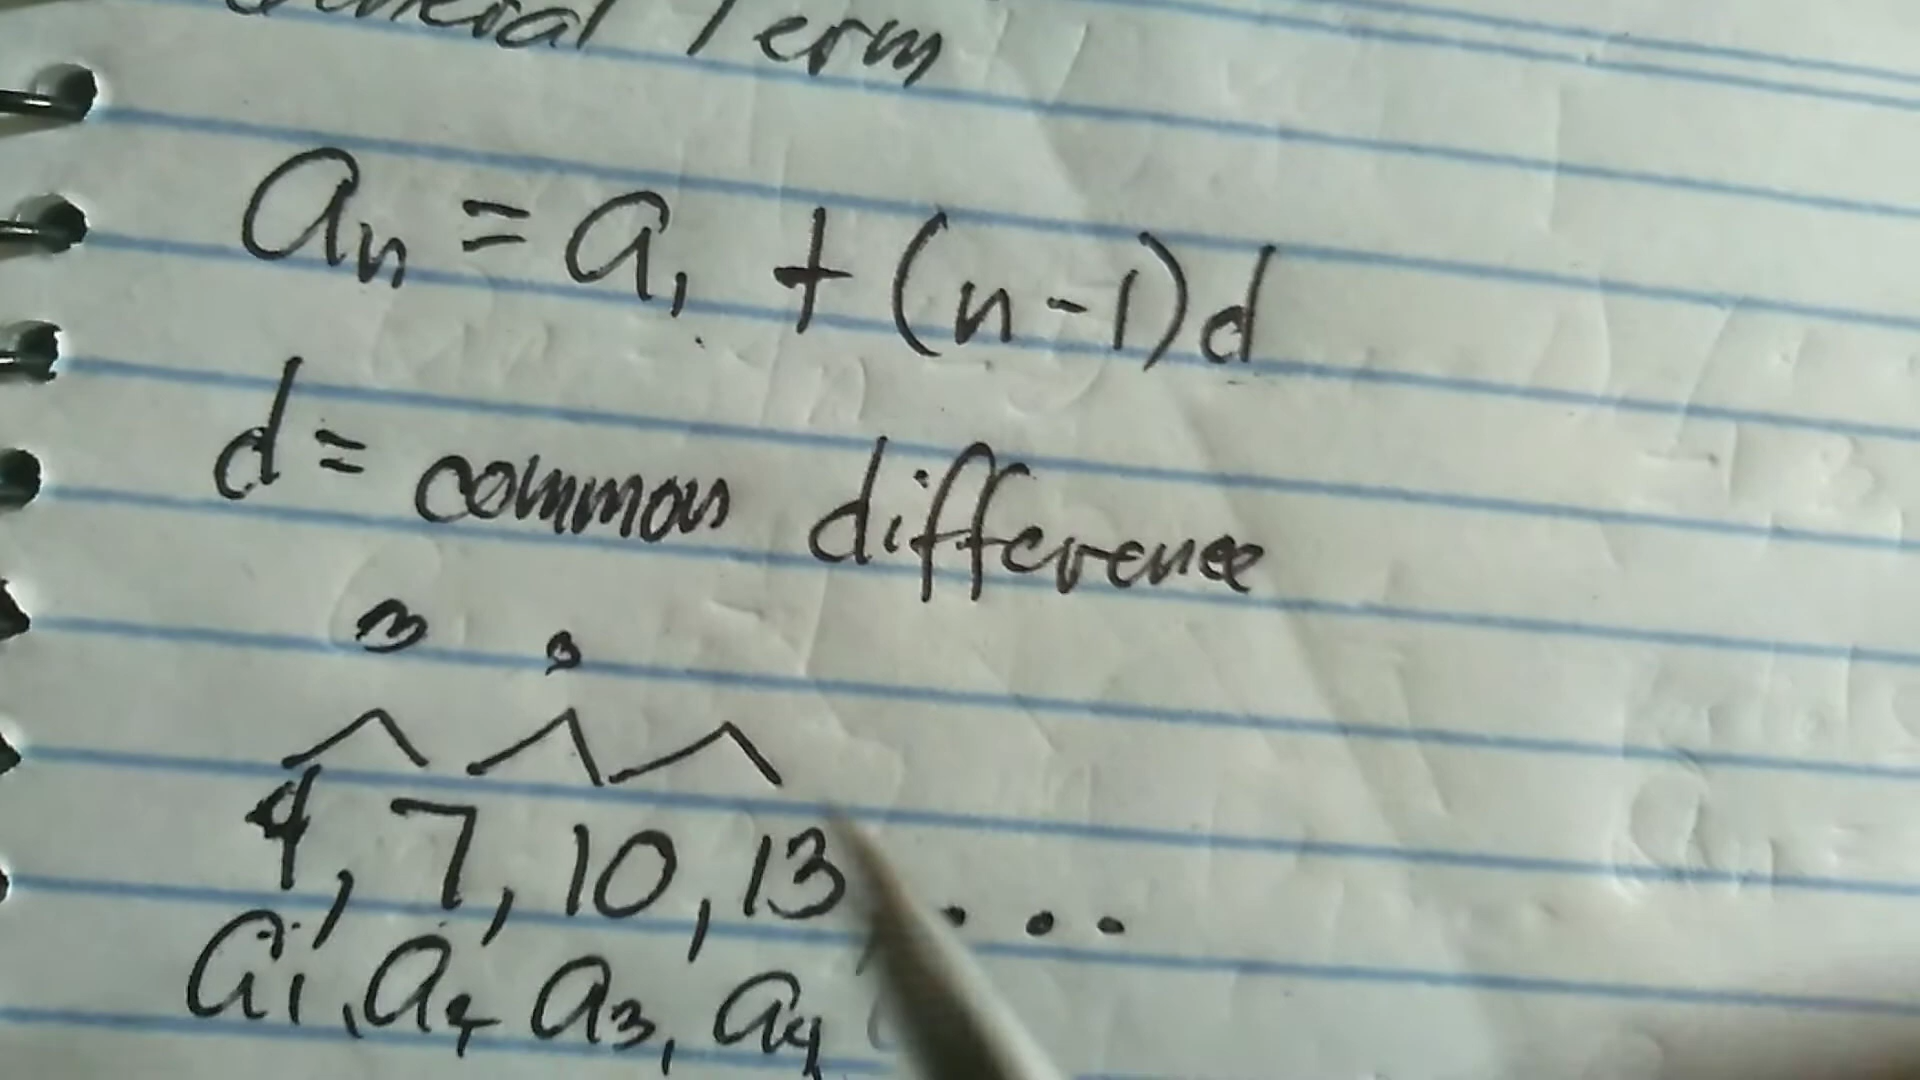 Term
aₙ = a₁ + (n-1)d
d = common difference
3 3
4, 7, 10, 13, ...
a₁, a₂ a₃, a₄